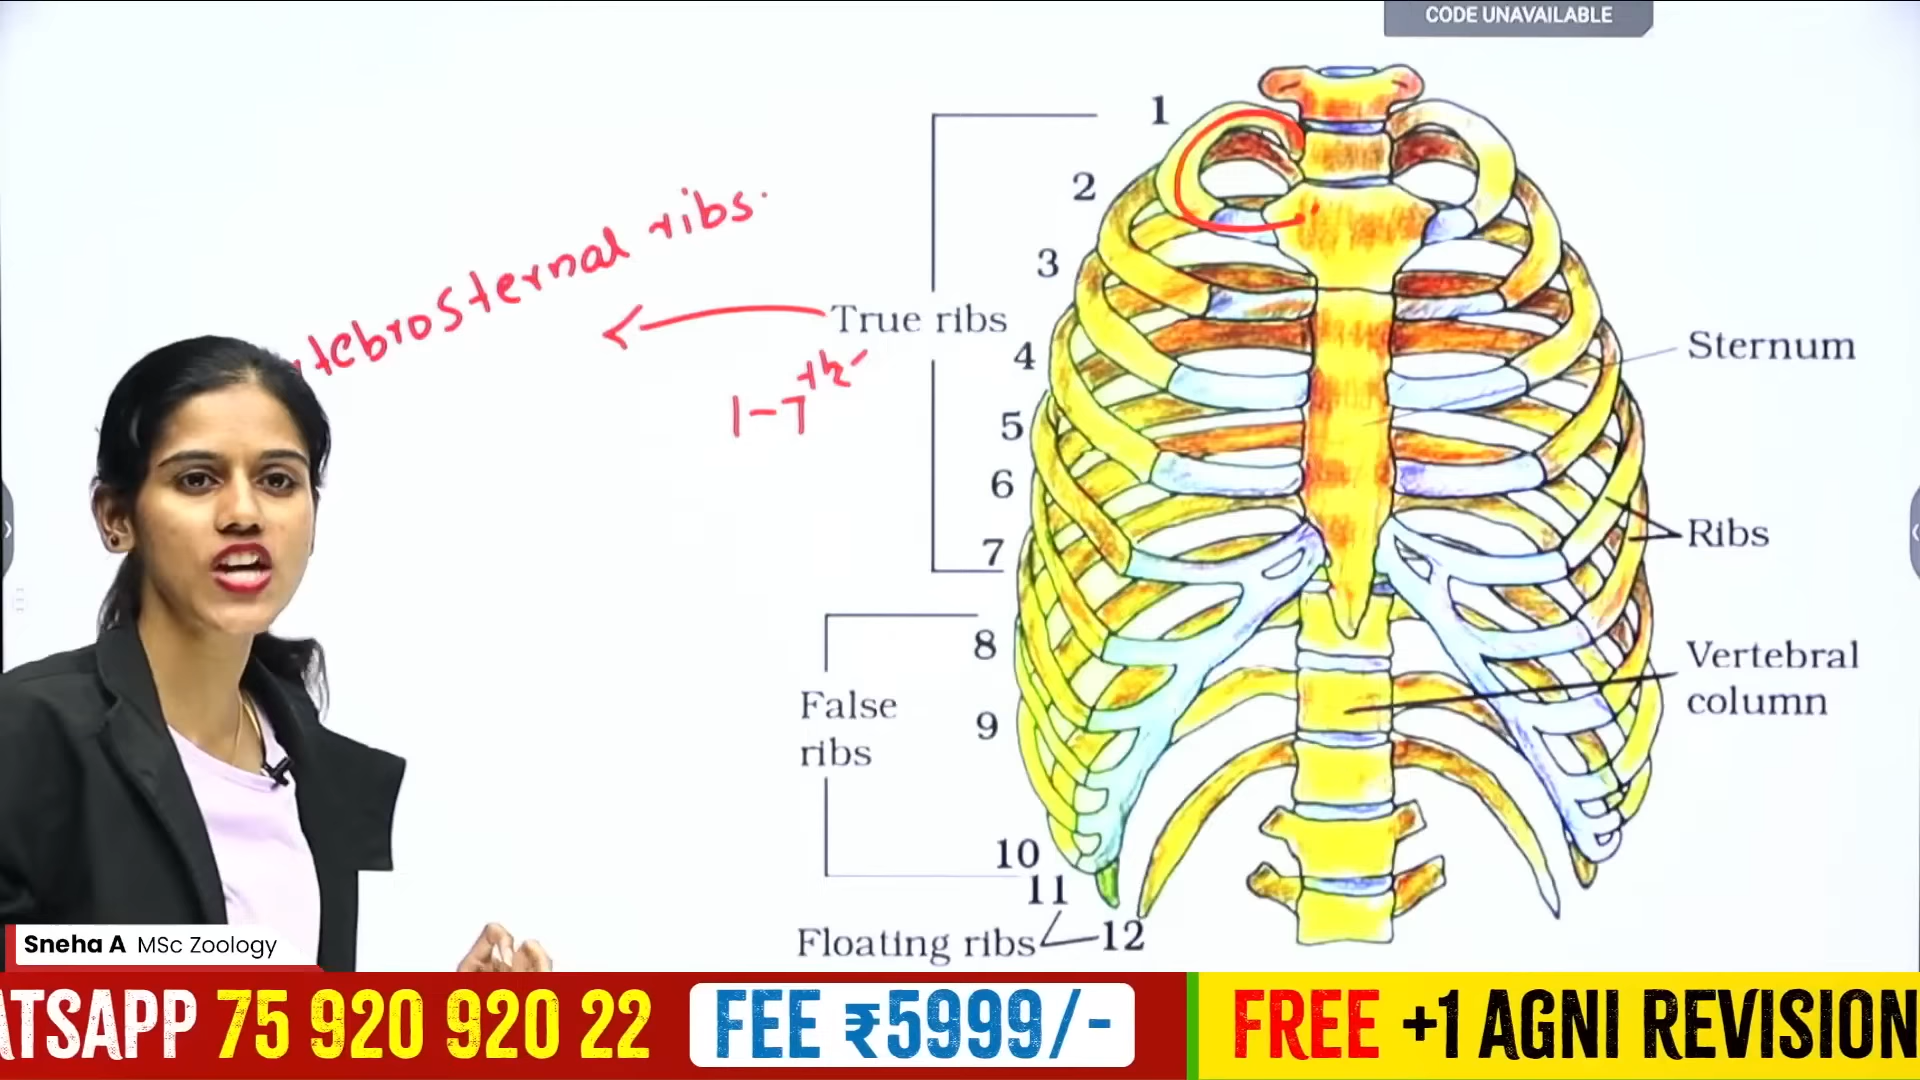 CODE UNAVAILABLE
1
2
tebrosternal ribs.
3
True ribs
1-7th
Sternum
4
5
6
Ribs
7
8
Vertebral
column
False
ribs
9
10
11
Floating ribs
12
Sneha A MSc Zoology
ATSAPP 75 920 920 22
FEE ₹5999/-
FREE +1 AGNI REVISION